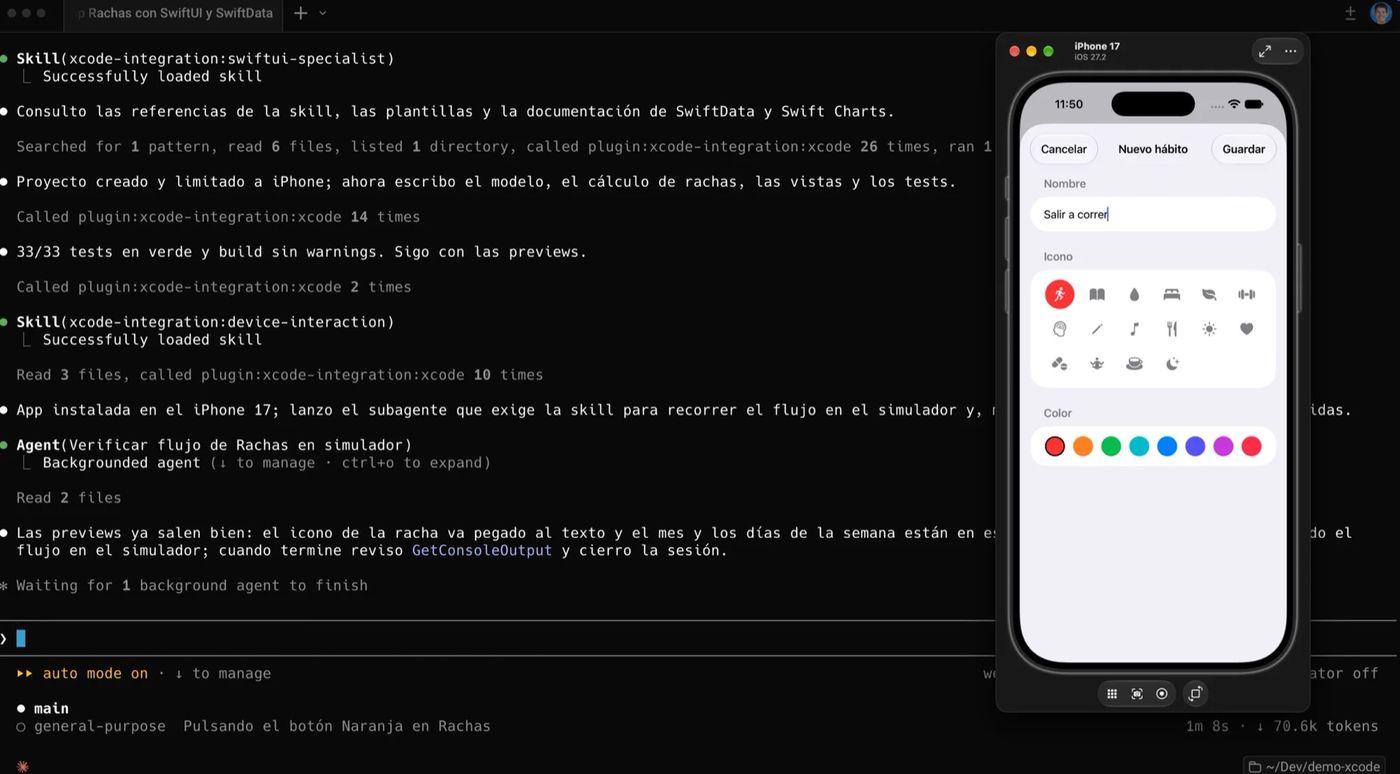 Rachas con SwiftUI y SwiftData
Skill(xcode-integration:swiftui-specialist)
Successfully loaded skill
Consulto las referencias de la skill, las plantillas y la documentación de SwiftData y Swift Charts.
Searched for 1 pattern, read 6 files, listed 1 directory, called plugin:xcode-integration:xcode 26 times, ran 1
Proyecto creado y limitado a iPhone; ahora escribo el modelo, el cálculo de rachas, las vistas y los tests.
Called plugin:xcode-integration:xcode 14 times
33/33 tests en verde y build sin warnings. Sigo con las previews.
Called plugin:xcode-integration:xcode 2 times
Skill(xcode-integration:device-interaction)
Successfully loaded skill
Read 3 files, called plugin:xcode-integration:xcode 10 times
App instalada en el iPhone 17; lanzo el subagente que exige la skill para recorrer el flujo en el simulador y,
idas.
Agent(Verificar flujo de Rachas en simulador)
Backgrounded agent (↓ to manage · ctrl+o to expand)
Read 2 files
Las previews ya salen bien: el icono de la racha va pegado al texto y el mes y los días de la semana están en es
do el
flujo en el simulador; cuando termine reviso GetConsoleOutput y cierro la sesión.
Waiting for 1 background agent to finish
auto mode on · ↓ to manage
ator off
main
general-purpose Pulsando el botón Naranja en Rachas
1m 8s · ↓ 70.6k tokens
~/Dev/demo-xcode
iPhone 17
iOS 27.2
11:50
Cancelar Nuevo hábito Guardar
Nombre
Salir a correr
Icono
Color